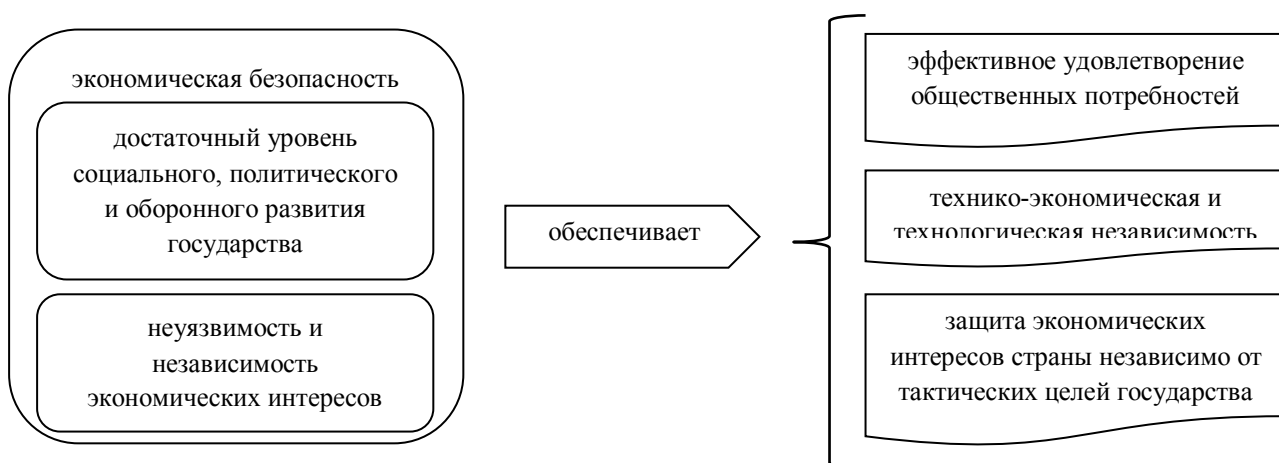 экономическая безопасность
достаточный уровень
социального, политического
и оборонного развития
государства
неуязвимость и
независимость
экономических интересов
обеспечивает
эффективное удовлетворение
общественных потребностей
технико-экономическая и
технологическая независимость
защита экономических
интересов страны независимо от
тактических целей государства